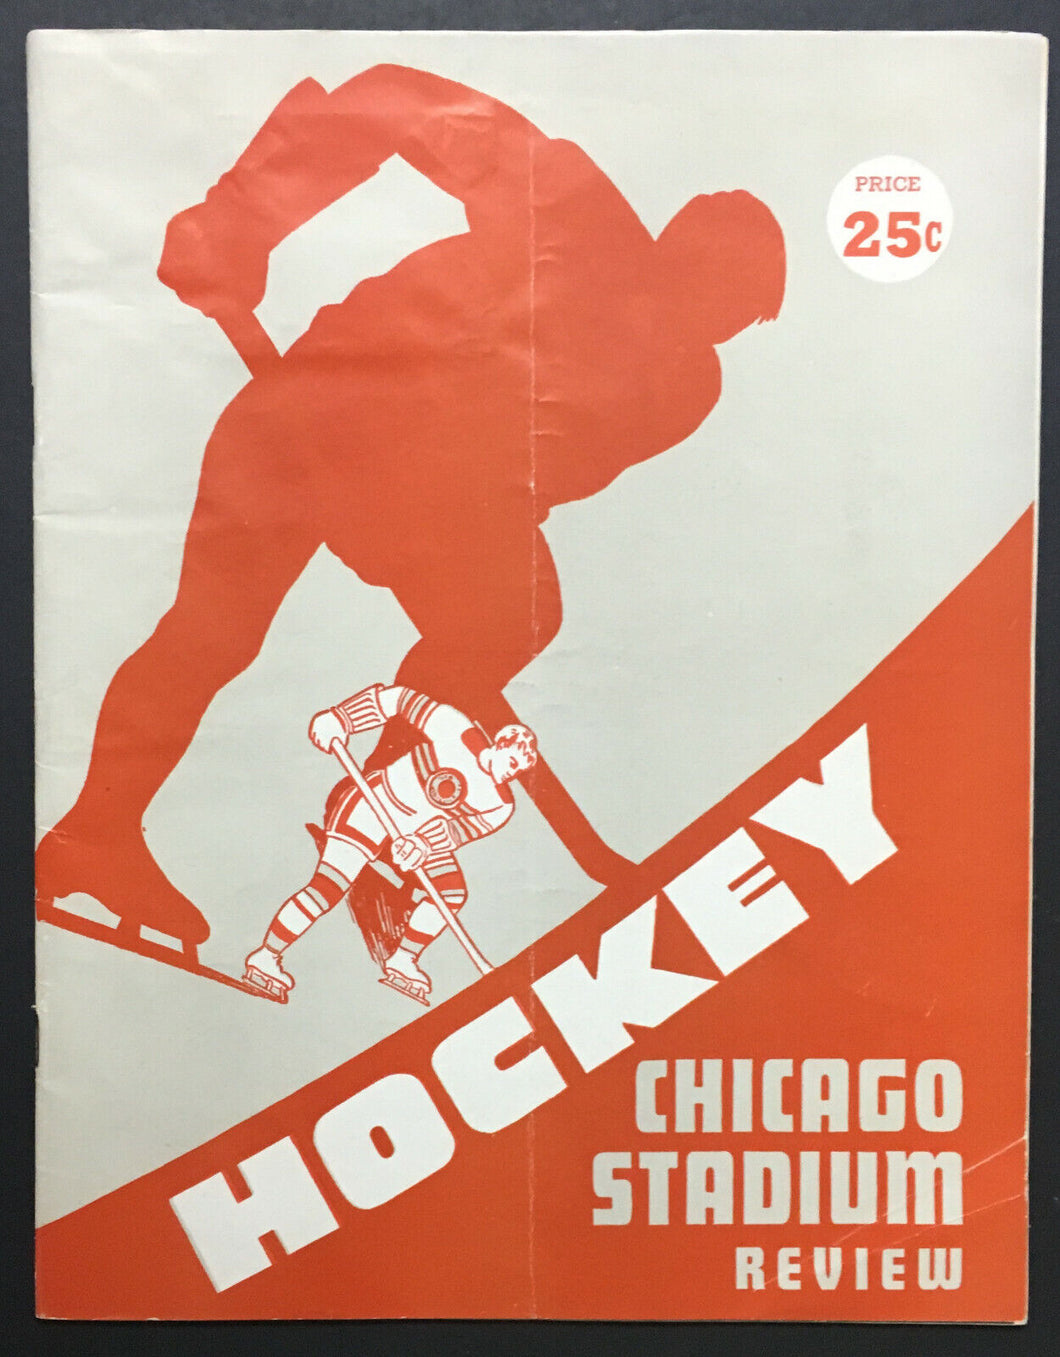 PRICE
25c
HOCKEY
CHICAGO
STADIUM
REVIEW